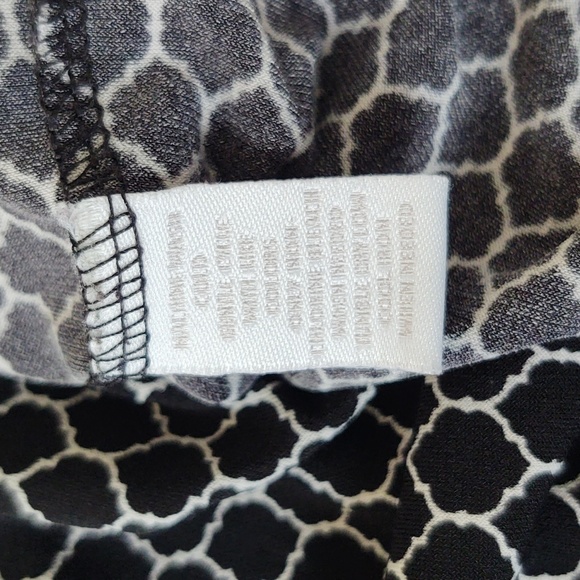 MACHINE WASH
COLD
GENTLE CYCLE
WITH LIKE
COLORS
ONLY NON-
CHLORINE BLEACH
WHEN NEEDED
TUMBLE DRY LOW
COOL IRON
WHEN NEEDED